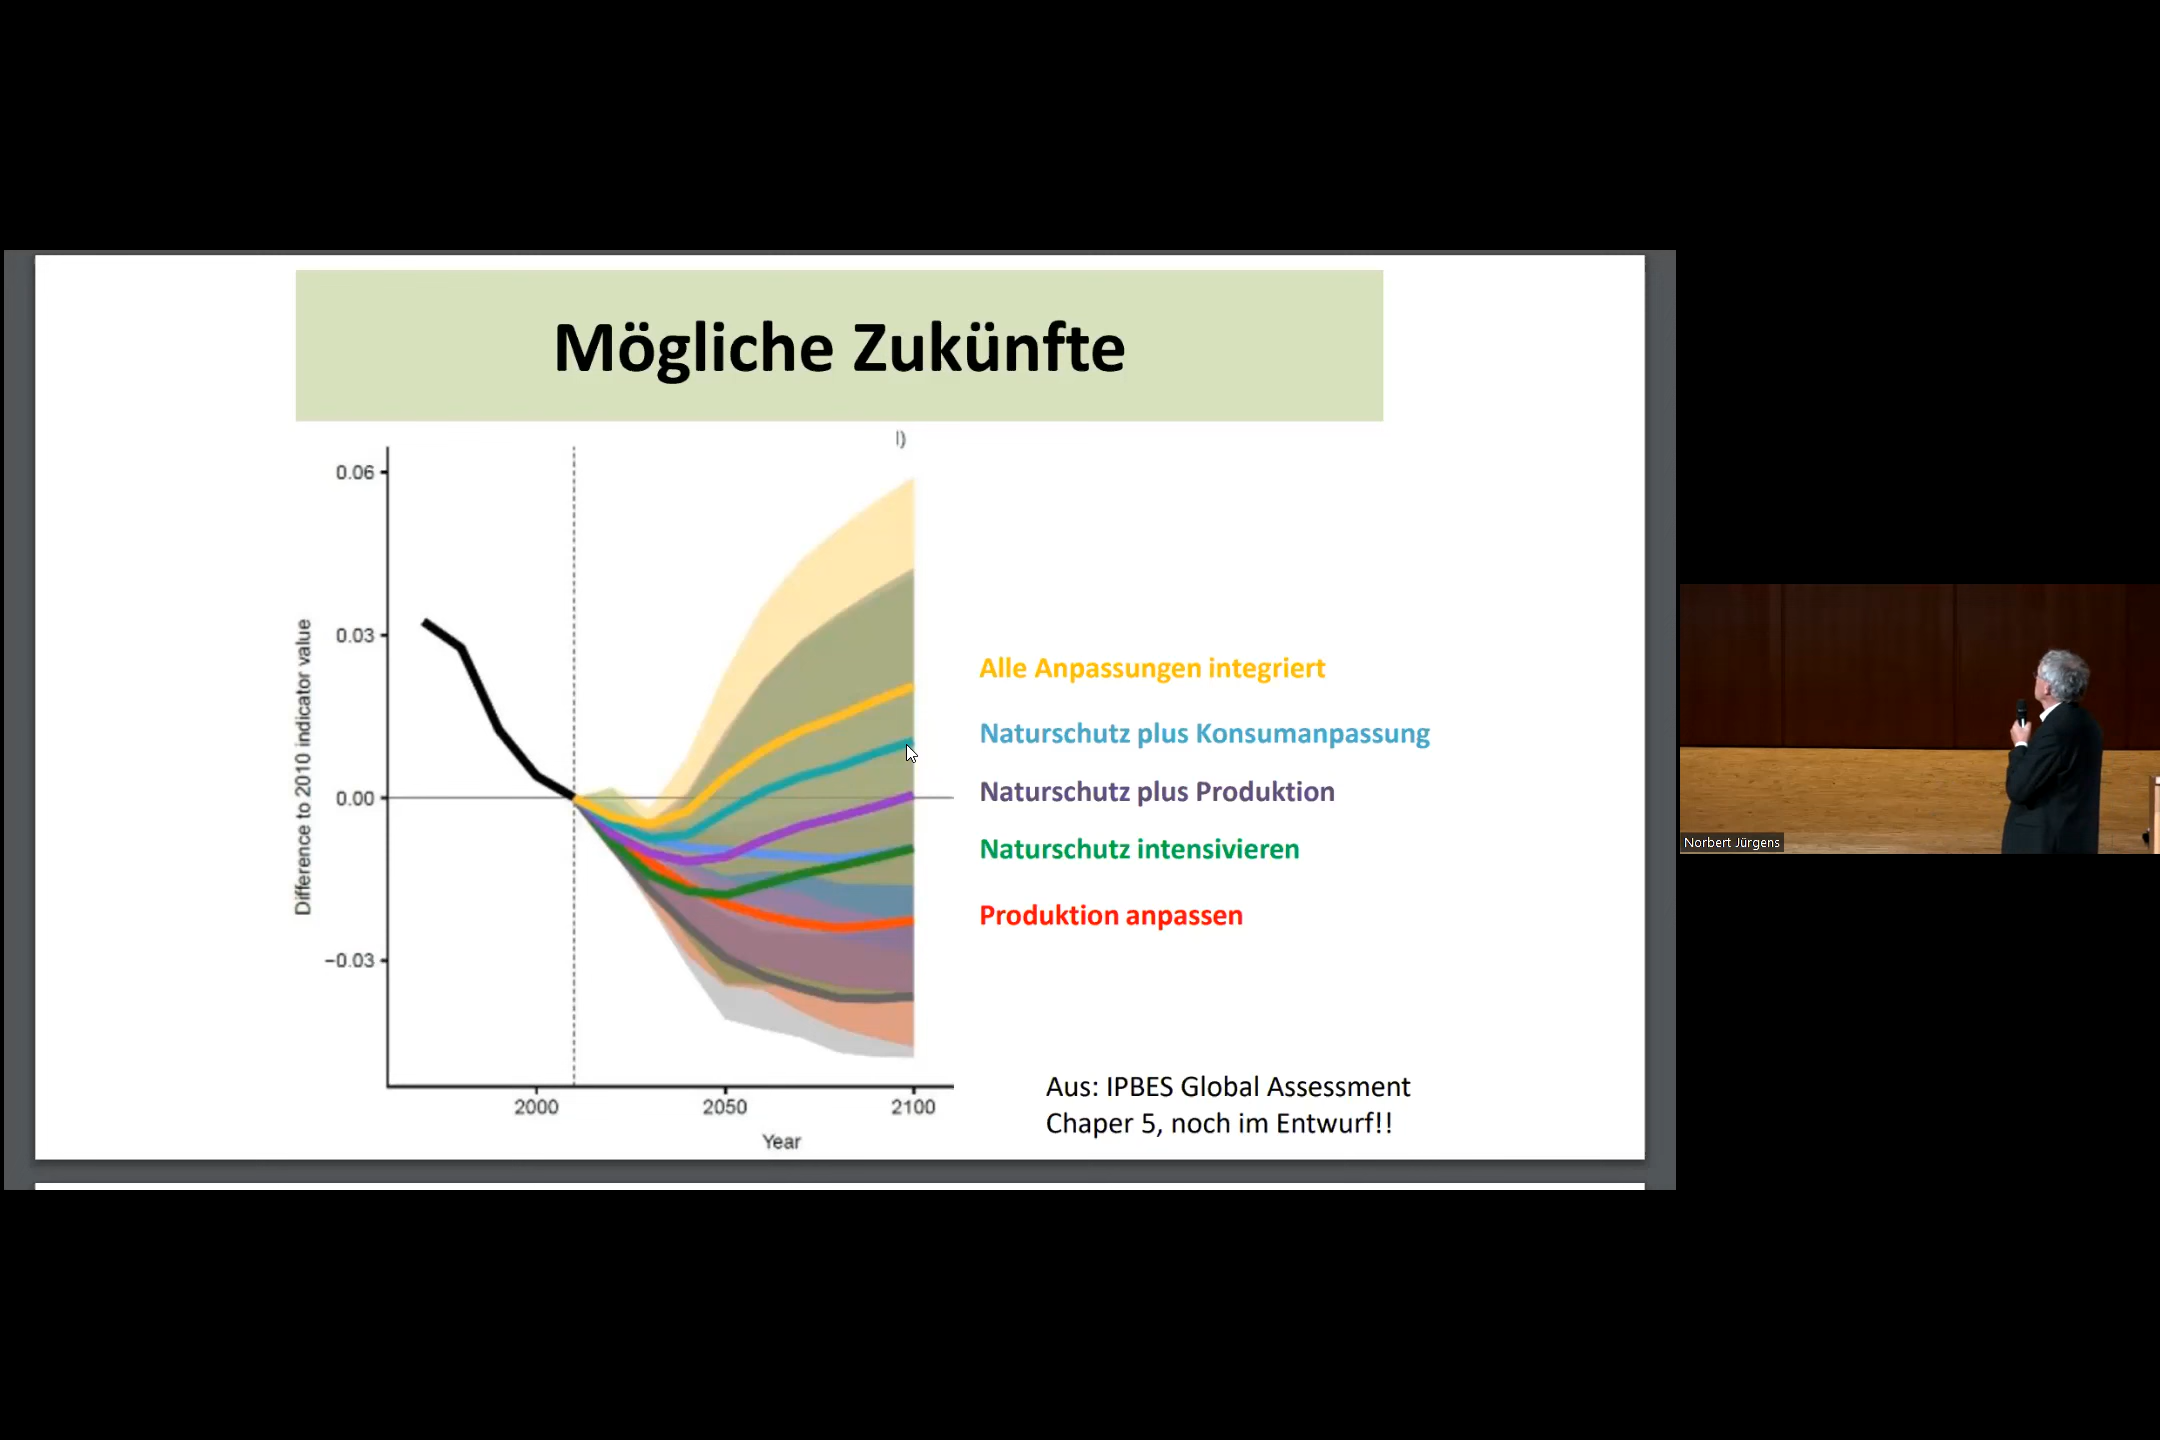 Mögliche Zukünfte
l)
0.06
0.03
0.00
−0.03
Difference to 2010 indicator value
2000
2050
2100
Year
Alle Anpassungen integriert
Naturschutz plus Konsumanpassung
Naturschutz plus Produktion
Naturschutz intensivieren
Produktion anpassen
Aus: IPBES Global Assessment
Chaper 5, noch im Entwurf!!
Norbert Jürgens